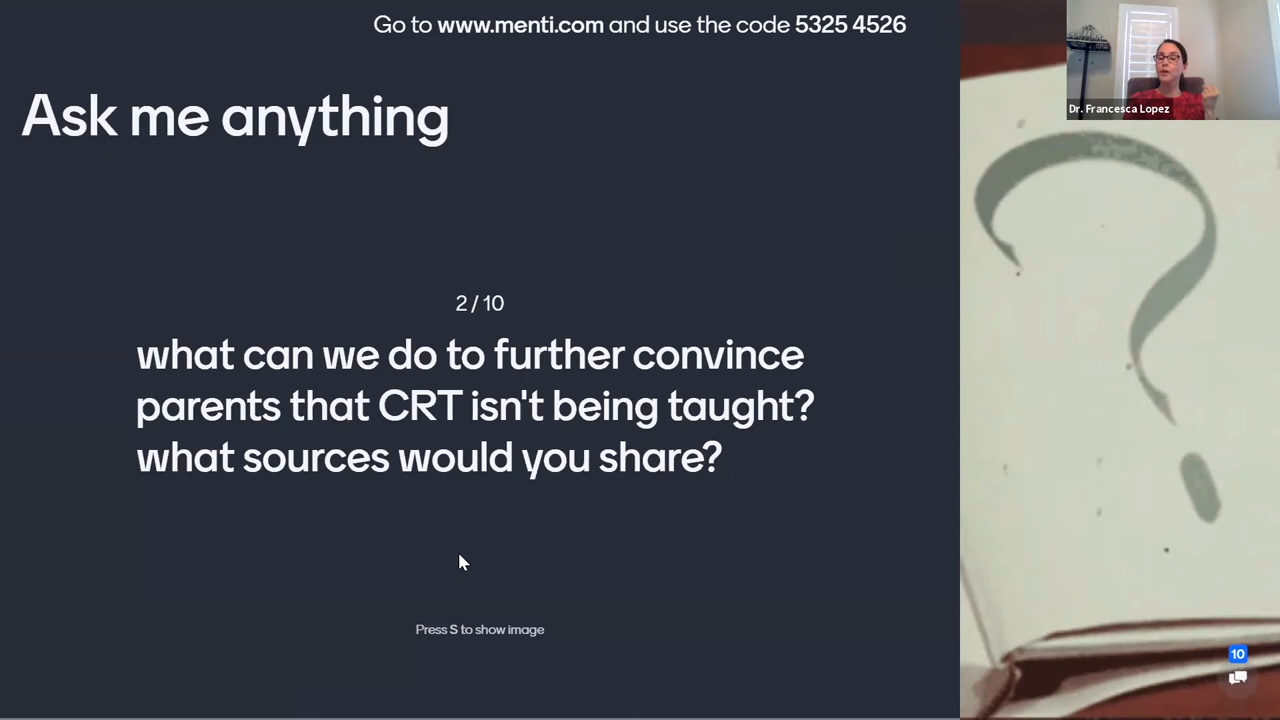 Go to www.menti.com and use the code 5325 4526
Dr. Francesca Lopez
Ask me anything
2 / 10
what can we do to further convince
parents that CRT isn't being taught?
what sources would you share?
Press S to show image
10